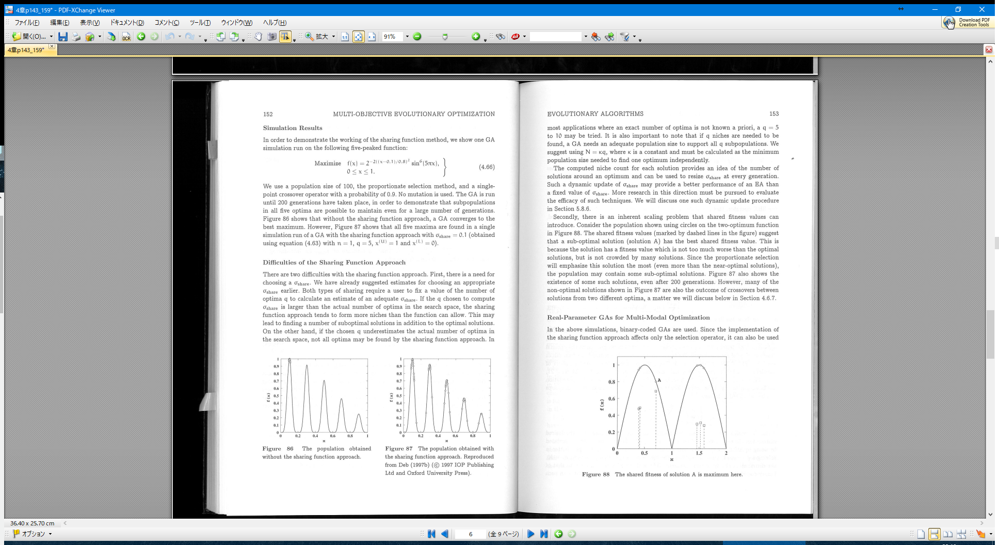 4章p143_159* - PDF-XChange Viewer
ファイル(F) 編集(E) 表示(V) ドキュメント(D) コメント(C) ツール(T) ウィンドウ(W) ヘルプ(H)
Download PDF
Creation Tools
開く(O)... OCR 拡大 1:1 91% Ask
4章p143_159*
152 MULTI-OBJECTIVE EVOLUTIONARY OPTIMIZATION
Simulation Results
In order to demonstrate the working of the sharing function method, we show one GA
simulation run on the following five-peaked function:
Maximize f(x) = 2^{-2((x-0.1)/0.8)^2} sin^6(5πx),
0 ≤ x ≤ 1. } (4.66)
We use a population size of 100, the proportionate selection method, and a single-
point crossover operator with a probability of 0.9. No mutation is used. The GA is run
until 200 generations have taken place, in order to demonstrate that subpopulations
in all five optima are possible to maintain even for a large number of generations.
Figure 86 shows that without the sharing function approach, a GA converges to the
best maximum. However, Figure 87 shows that all five maxima are found in a single
simulation run of a GA with the sharing function approach with σshare = 0.1 (obtained
using equation (4.63) with n = 1, q = 5, x^(U) = 1 and x^(L) = 0).
Difficulties of the Sharing Function Approach
There are two difficulties with the sharing function approach. First, there is a need for
choosing a σshare. We have already suggested estimates for choosing an appropriate
σshare earlier. Both types of sharing require a user to fix a value of the number of
optima q to calculate an estimate of an adequate σshare. If the q chosen to compute
σshare is larger than the actual number of optima in the search space, the sharing
function approach tends to form more niches than the function can allow. This may
lead to finding a number of suboptimal solutions in addition to the optimal solutions.
On the other hand, if the chosen q underestimates the actual number of optima in
the search space, not all optima may be found by the sharing function approach. In
1
0.9
0.8
0.7
0.6
0.5
0.4
0.3
0.2
0.1
0
f(x)
0 0.2 0.4 0.6 0.8 1
x
Figure 86 The population obtained
without the sharing function approach.
1
0.9
0.8
0.7
0.6
0.5
0.4
0.3
0.2
0.1
0
f(x)
0 0.2 0.4 0.6 0.8 1
x
Figure 87 The population obtained with
the sharing function approach. Reproduced
from Deb (1997b) (© 1997 IOP Publishing
Ltd and Oxford University Press).
EVOLUTIONARY ALGORITHMS 153
most applications where an exact number of optima is not known a priori, a q = 5
to 10 may be tried. It is also important to note that if q niches are needed to be
found, a GA needs an adequate population size to support all q subpopulations. We
suggest using N = κq, where κ is a constant and must be calculated as the minimum
population size needed to find one optimum independently.
The computed niche count for each solution provides an idea of the number of
solutions around an optimum and can be used to resize σshare at every generation.
Such a dynamic update of σshare may provide a better performance of an EA than
a fixed value of σshare. More research in this direction must be pursued to evaluate
the efficacy of such techniques. We will discuss one such dynamic update procedure
in Section 5.8.6.
Secondly, there is an inherent scaling problem that shared fitness values can
introduce. Consider the population shown using circles on the two-optimum function
in Figure 88. The shared fitness values (marked by dashed lines in the figure) suggest
that a sub-optimal solution (solution A) has the best shared fitness value. This is
because the solution has a fitness value which is not too much worse than the optimal
solutions, but is not crowded by many solutions. Since the proportionate selection
will emphasize this solution the most (even more than the near-optimal solutions),
the population may contain some sub-optimal solutions. Figure 87 also shows the
existence of some such solutions, even after 200 generations. However, many of the
non-optimal solutions shown in Figure 87 are also the outcome of crossovers between
solutions from two different optima, a matter we will discuss below in Section 4.6.7.
Real-Parameter GAs for Multi-Modal Optimization
In the above simulations, binary-coded GAs are used. Since the implementation of
the sharing function approach affects only the selection operator, it can also be used
1
0.8
0.6
0.4
0.2
0
f(x)
A
0 0.5 1 1.5 2
x
Figure 88 The shared fitness of solution A is maximum here.
36.40 x 25.70 cm
オプション 6 (全 9 ページ)